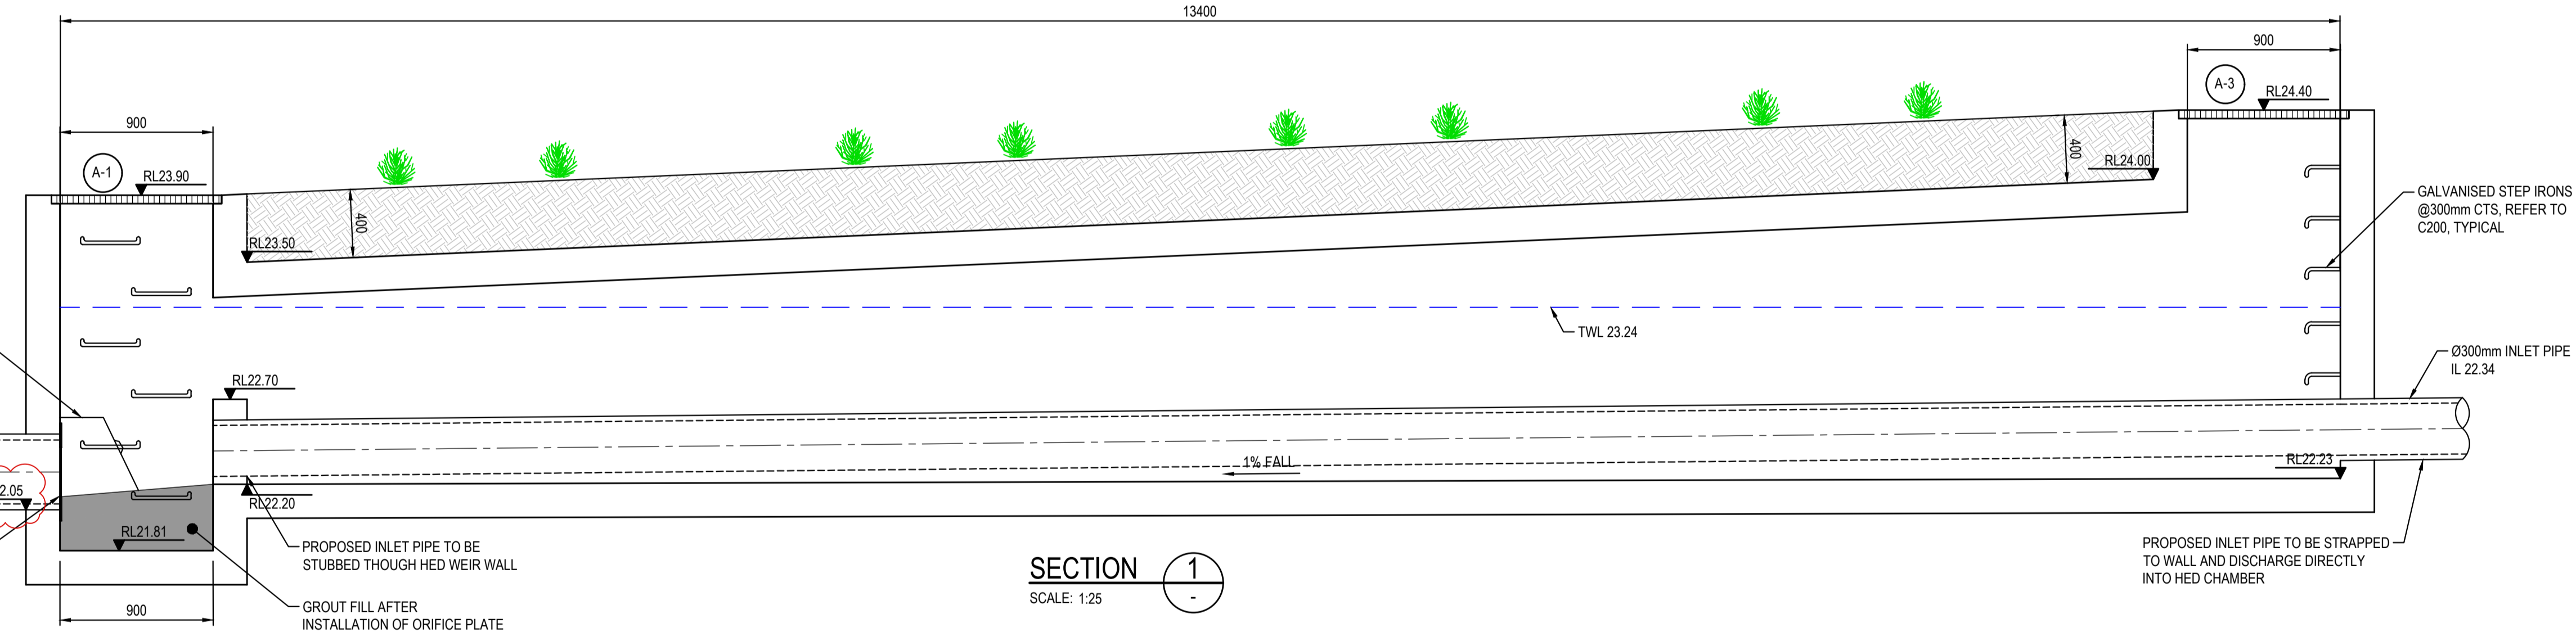 13400
900
A-3
RL24.40
900
A-1
RL23.90
400
RL24.00
GALVANISED STEP IRONS
@300mm CTS, REFER TO
C200, TYPICAL
400
RL23.50
TWL 23.24
Ø300mm INLET PIPE
IL 22.34
RL22.70
1% FALL
RL22.23
2.05
RL22.20
RL21.81
PROPOSED INLET PIPE TO BE
STUBBED THOUGH HED WEIR WALL
PROPOSED INLET PIPE TO BE STRAPPED
TO WALL AND DISCHARGE DIRECTLY
INTO HED CHAMBER
SECTION 1
SCALE: 1:25 -
900
GROUT FILL AFTER
INSTALLATION OF ORIFICE PLATE